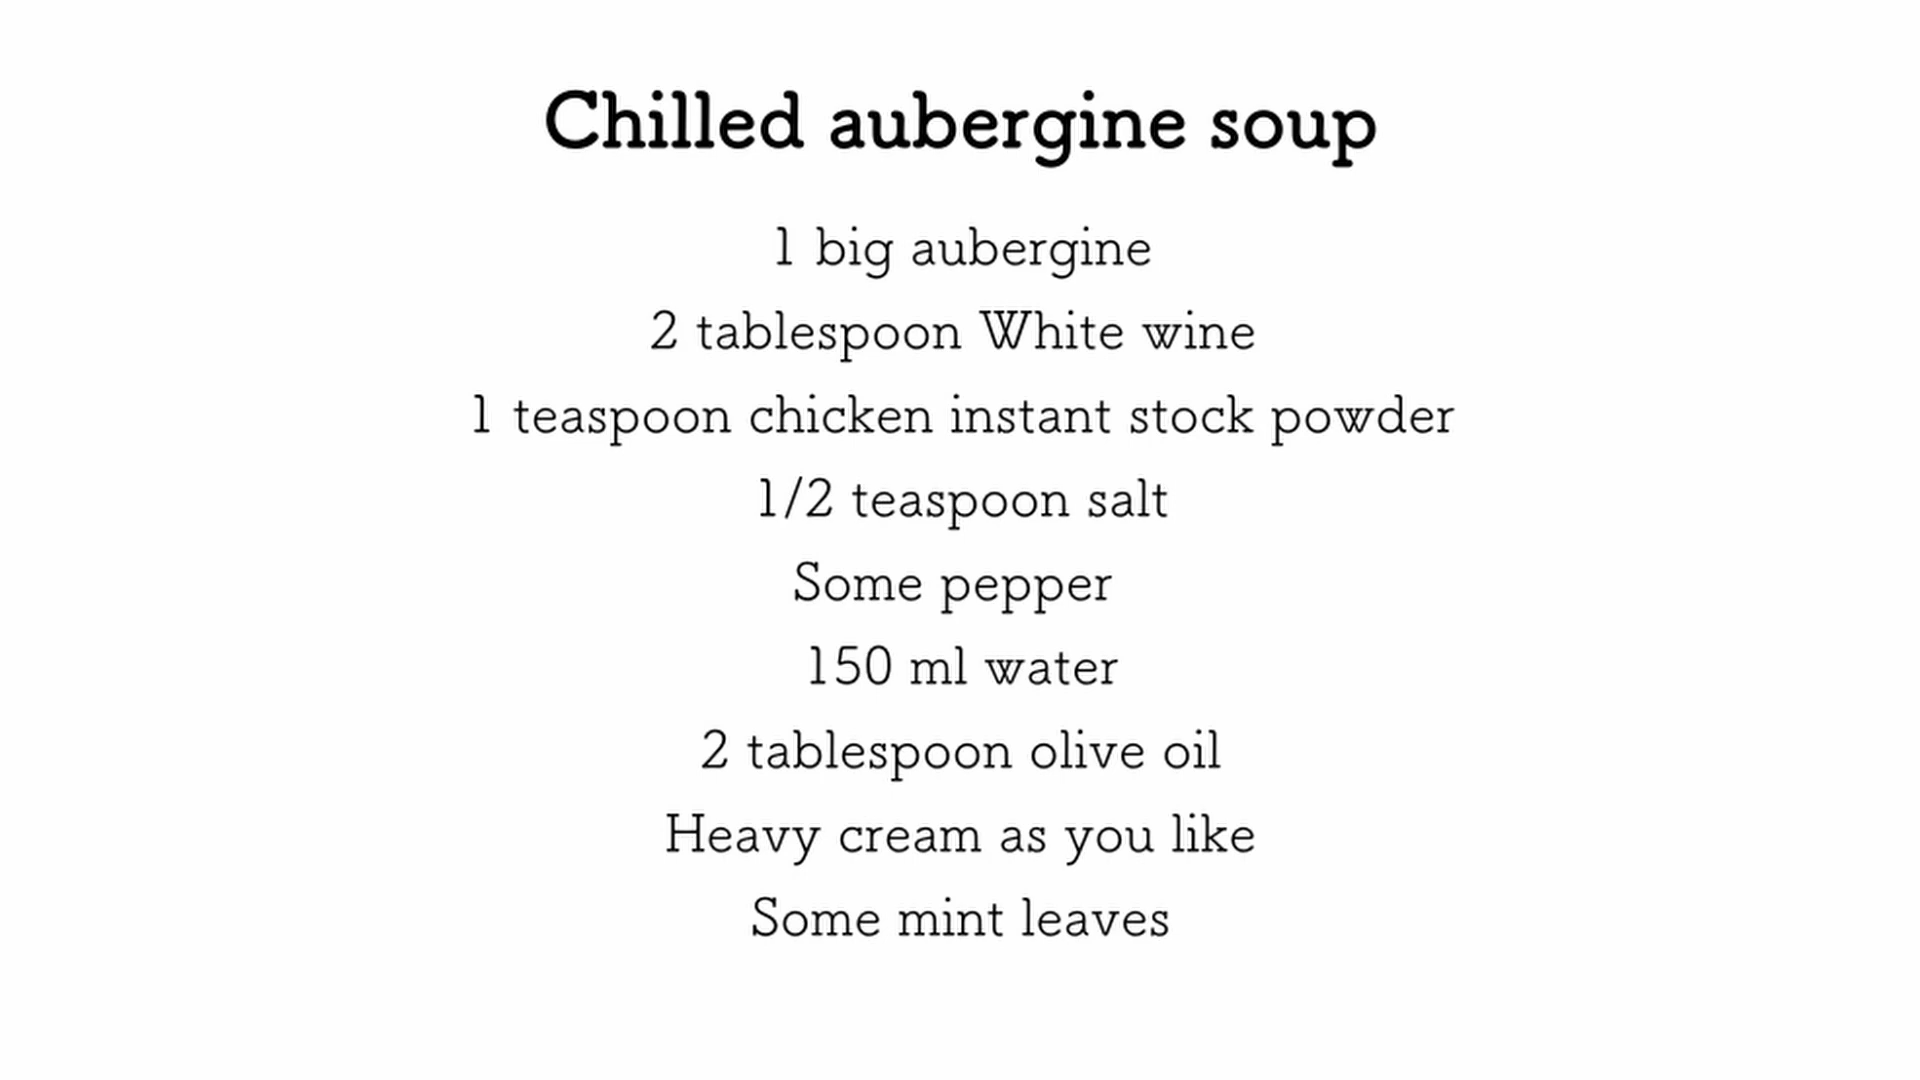 Chilled aubergine soup
1 big aubergine
2 tablespoon White wine
1 teaspoon chicken instant stock powder
1/2 teaspoon salt
Some pepper
150 ml water
2 tablespoon olive oil
Heavy cream as you like
Some mint leaves